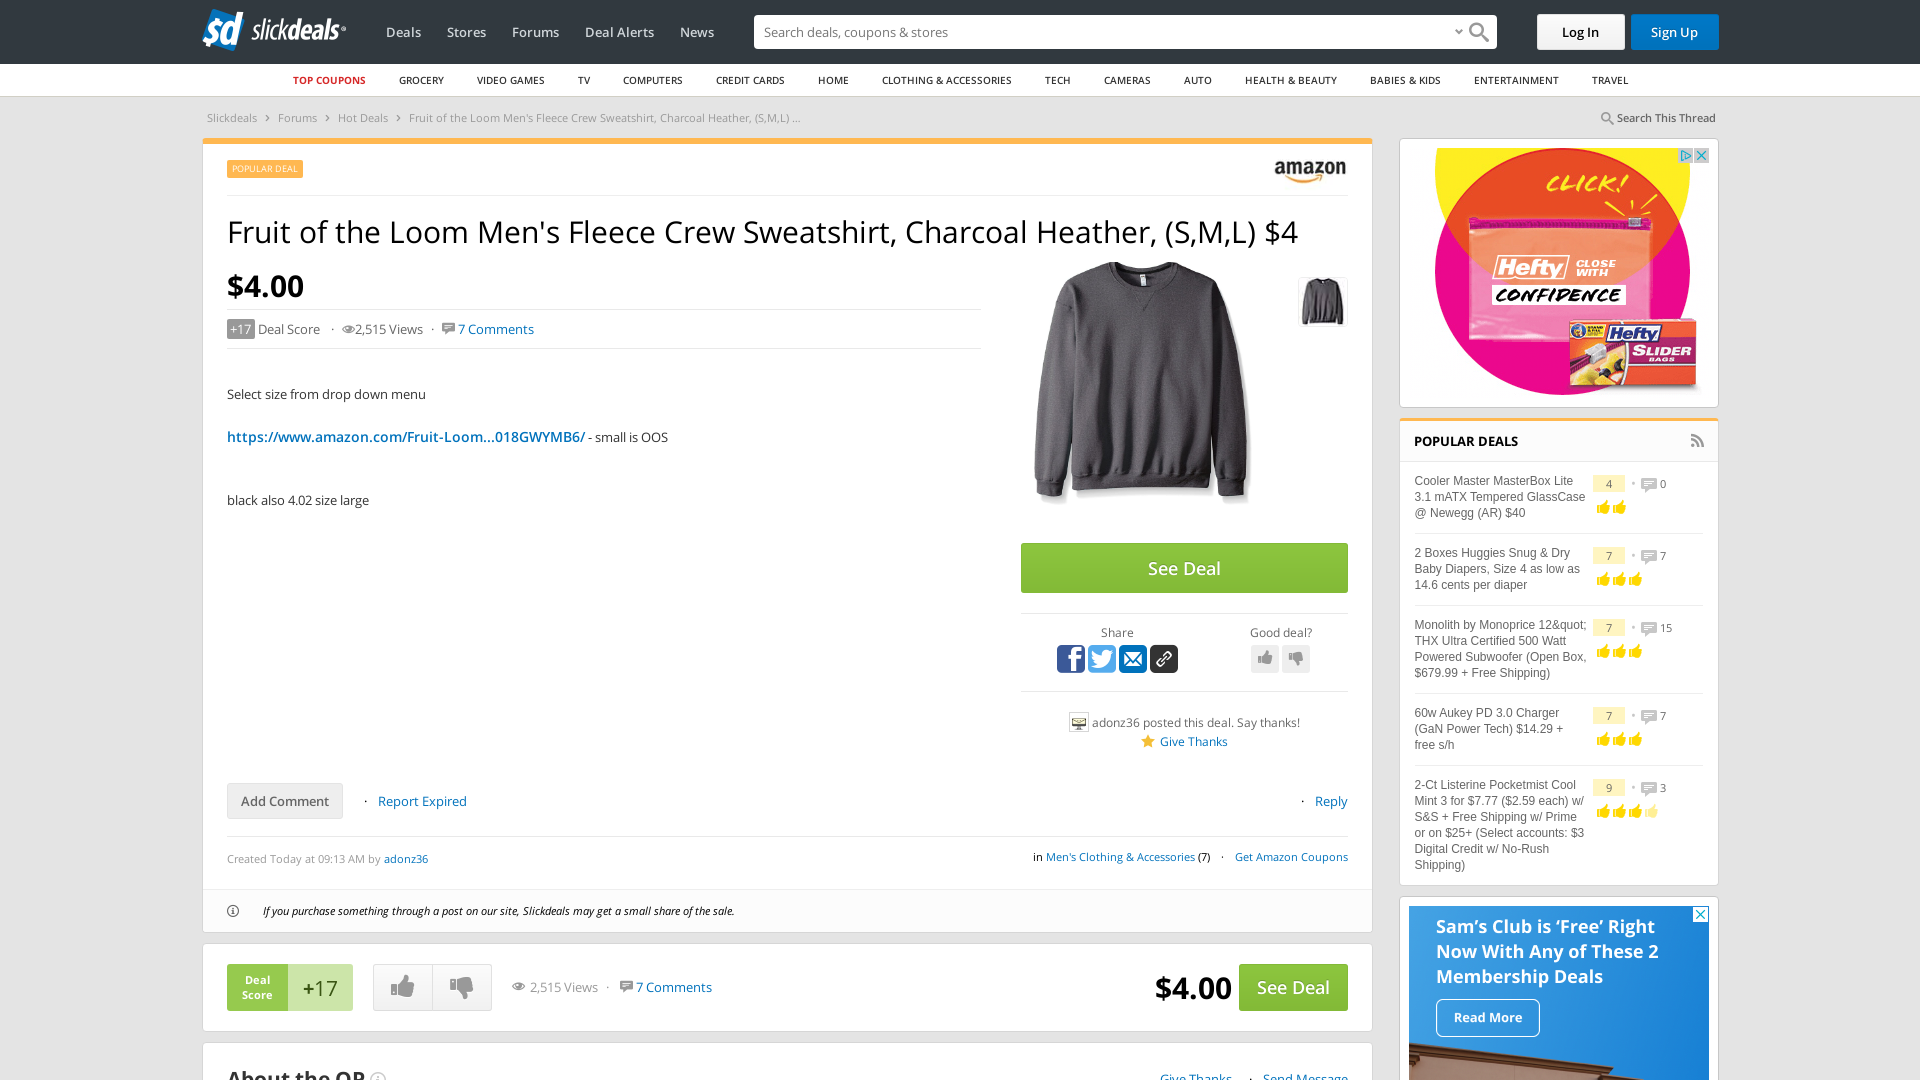 sd slickdeals
Deals Stores Forums Deal Alerts News
Search deals, coupons & stores
Log In
Sign Up
TOP COUPONS GROCERY VIDEO GAMES TV COMPUTERS CREDIT CARDS HOME CLOTHING & ACCESSORIES TECH CAMERAS AUTO HEALTH & BEAUTY BABIES & KIDS ENTERTAINMENT TRAVEL
Slickdeals > Forums > Hot Deals > Fruit of the Loom Men's Fleece Crew Sweatshirt, Charcoal Heather, (S,M,L) ...
Search This Thread
POPULAR DEAL
amazon
Fruit of the Loom Men's Fleece Crew Sweatshirt, Charcoal Heather, (S,M,L) $4
$4.00
+17 Deal Score · 2,515 Views · 7 Comments
Select size from drop down menu
https://www.amazon.com/Fruit-Loom...018GWYMB6/ - small is OOS
black also 4.02 size large
See Deal
Share
Good deal?
adonz36 posted this deal. Say thanks!
Give Thanks
Add Comment · Report Expired
· Reply
Created Today at 09:13 AM by adonz36
in Men's Clothing & Accessories (7) · Get Amazon Coupons
If you purchase something through a post on our site, Slickdeals may get a small share of the sale.
Deal
Score
+17
2,515 Views · 7 Comments
$4.00 See Deal
About the OP
Give Thanks · Send Message
CLICK!
Hefty CLOSE
WITH
CONFIDENCE
Hefty
SLIDER
BAGS
POPULAR DEALS
Cooler Master MasterBox Lite
3.1 mATX Tempered GlassCase
@ Newegg (AR) $40
4 · 0
2 Boxes Huggies Snug & Dry
Baby Diapers, Size 4 as low as
14.6 cents per diaper
7 · 7
Monolith by Monoprice 12&quot;
THX Ultra Certified 500 Watt
Powered Subwoofer (Open Box,
$679.99 + Free Shipping)
7 · 15
60w Aukey PD 3.0 Charger
(GaN Power Tech) $14.29 +
free s/h
7 · 7
2-Ct Listerine Pocketmist Cool
Mint 3 for $7.77 ($2.59 each) w/
S&S + Free Shipping w/ Prime
or on $25+ (Select accounts: $3
Digital Credit w/ No-Rush
Shipping)
9 · 3
Sam's Club is 'Free' Right
Now With Any of These 2
Membership Deals
Read More